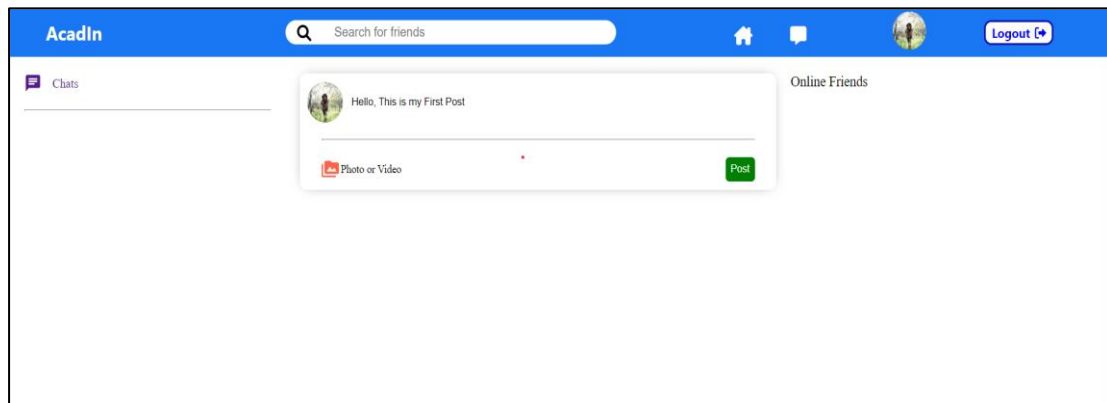 AcadIn
Search for friends
Logout
Chats
Hello, This is my First Post
Photo or Video
Post
Online Friends